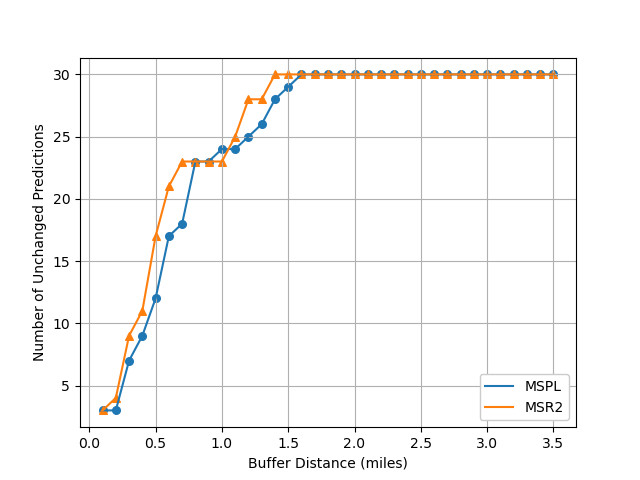 Number of Unchanged Predictions
30
25
20
15
10
5
0.0 0.5 1.0 1.5 2.0 2.5 3.0 3.5
Buffer Distance (miles)
MSPL
MSR2